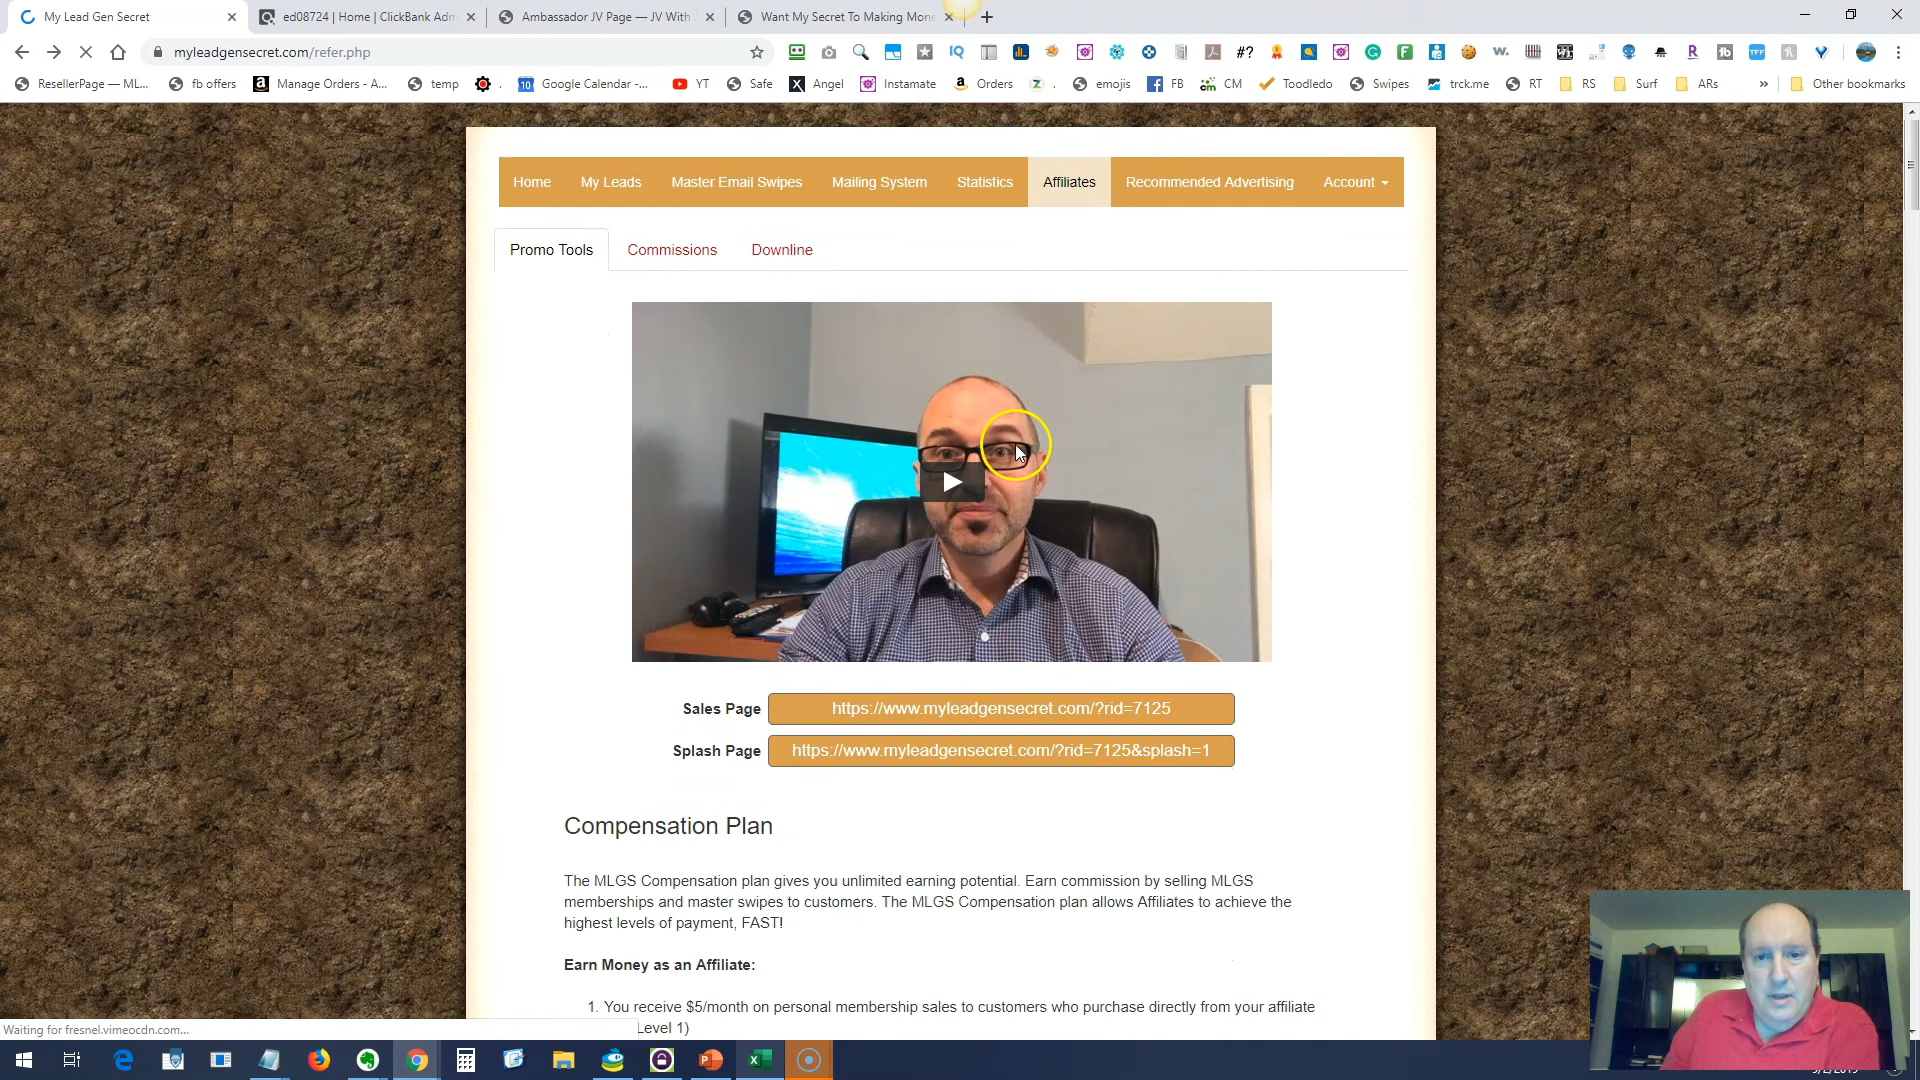 My Lead Gen Secret
ed08724 | Home | ClickBank Adm
Ambassador JV Page — JV With J
Want My Secret To Making Mone
myleadgensecret.com/refer.php
ResellerPage — ML...
fb offers
Manage Orders - A...
temp
.
Google Calendar -...
YT
Safe
Angel
Instamate
Orders
.
emojis
FB
CM
Toodledo
Swipes
trck.me
RT
RS
Surf
ARs
»
Other bookmarks
Home
My Leads
Master Email Swipes
Mailing System
Statistics
Affiliates
Recommended Advertising
Account
Promo Tools
Commissions
Downline
Sales Page https://www.myleadgensecret.com/?rid=7125
Splash Page https://www.myleadgensecret.com/?rid=7125&splash=1
Compensation Plan
The MLGS Compensation plan gives you unlimited earning potential. Earn commission by selling MLGS
memberships and master swipes to customers. The MLGS Compensation plan allows Affiliates to achieve the
highest levels of payment, FAST!
Earn Money as an Affiliate:
1. You receive $5/month on personal membership sales to customers who purchase directly from your affiliate
Level 1)
Waiting for fresnel.vimeocdn.com...